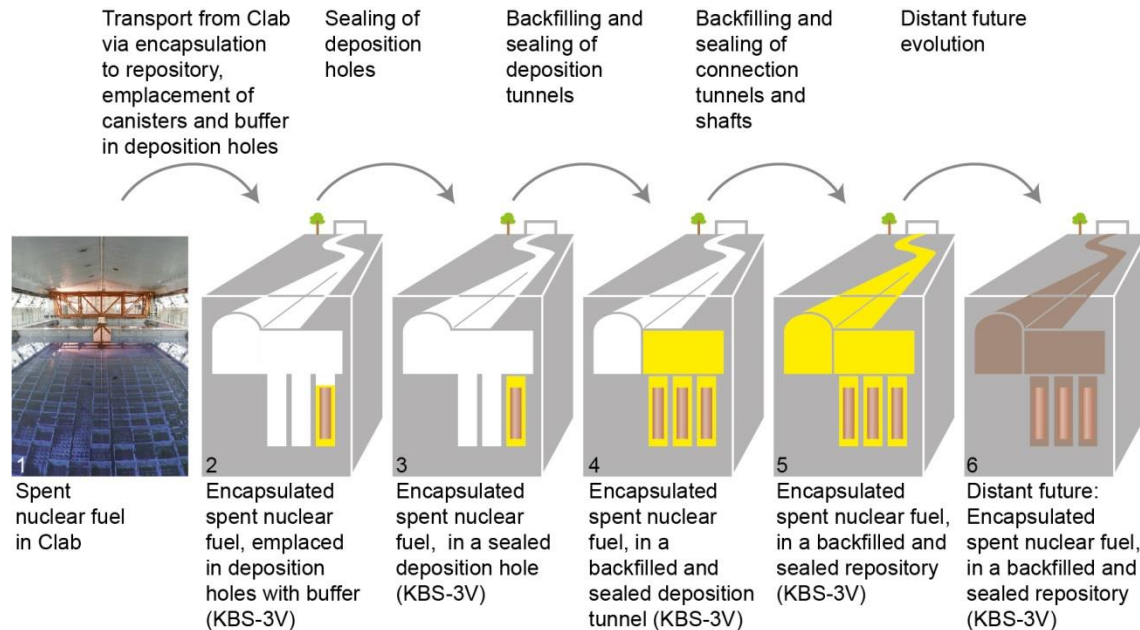 Transport from Clab
via encapsulation
to repository,
emplacement of
canisters and buffer
in deposition holes
Sealing of
deposition
holes
Backfilling and
sealing of
deposition
tunnels
Backfilling and
sealing of
connection
tunnels and
shafts
Distant future
evolution
1
Spent
nuclear fuel
in Clab
2
Encapsulated
spent nuclear
fuel, emplaced
in deposition
holes with buffer
(KBS-3V)
3
Encapsulated
spent nuclear
fuel, in a sealed
deposition hole
(KBS-3V)
4
Encapsulated
spent nuclear
fuel, in a
backfilled and
sealed deposition
tunnel (KBS-3V)
5
Encapsulated
spent nuclear fuel,
in a backfilled and
sealed repository
(KBS-3V)
6
Distant future:
Encapsulated
spent nuclear fuel,
in a backfilled and
sealed repository
(KBS-3V)